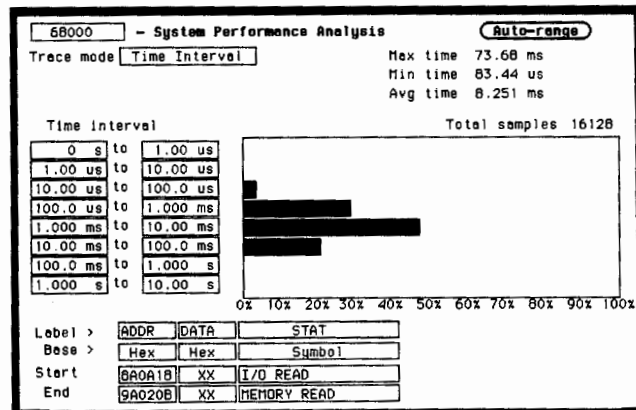 68000 - System Performance Analysis Auto-range
Trace mode Time Interval Max time 73.68 ms
Min time 83.44 us
Avg time 8.251 ms
Time interval Total samples 16128
0 s to 1.00 us
1.00 us to 10.00 us
10.00 us to 100.0 us
100.0 us to 1.000 ms
1.000 ms to 10.00 ms
10.00 ms to 100.0 ms
100.0 ms to 1.000 s
1.000 s to 10.00 s
0% 10% 20% 30% 40% 50% 60% 70% 80% 90% 100%
Label > ADDR DATA STAT
Base > Hex Hex Symbol
Start 8A0A18 XX I/O READ
End 9A020B XX MEMORY READ